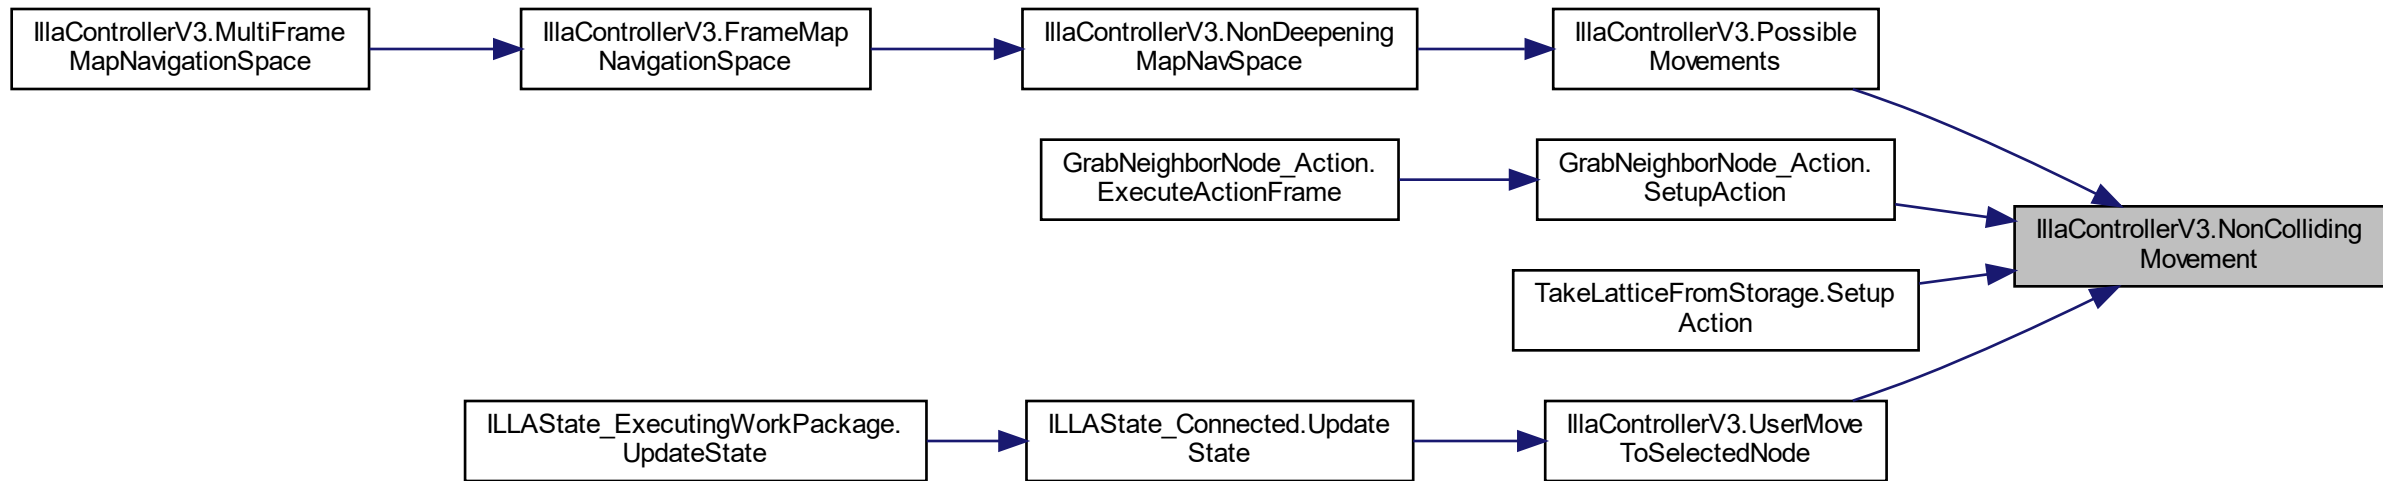 IllaControllerV3.MultiFrame
MapNavigationSpace
IllaControllerV3.FrameMap
NavigationSpace
IllaControllerV3.NonDeepening
MapNavSpace
IllaControllerV3.Possible
Movements
GrabNeighborNode_Action.
ExecuteActionFrame
GrabNeighborNode_Action.
SetupAction
IllaControllerV3.NonColliding
Movement
TakeLatticeFromStorage.Setup
Action
ILLAState_ExecutingWorkPackage.
UpdateState
ILLAState_Connected.Update
State
IllaControllerV3.UserMove
ToSelectedNode